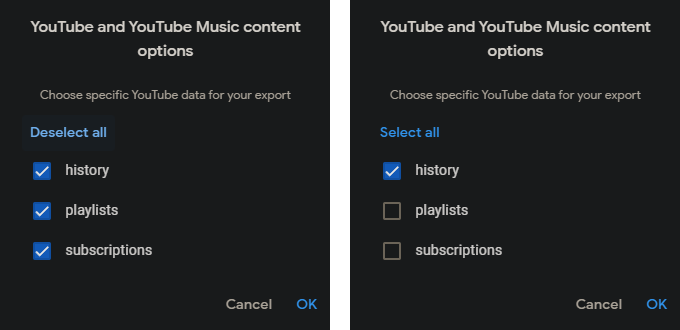 YouTube and YouTube Music content
options
Choose specific YouTube data for your export
Deselect all
history
playlists
subscriptions
Cancel OK
YouTube and YouTube Music content
options
Choose specific YouTube data for your export
Select all
history
playlists
subscriptions
Cancel OK